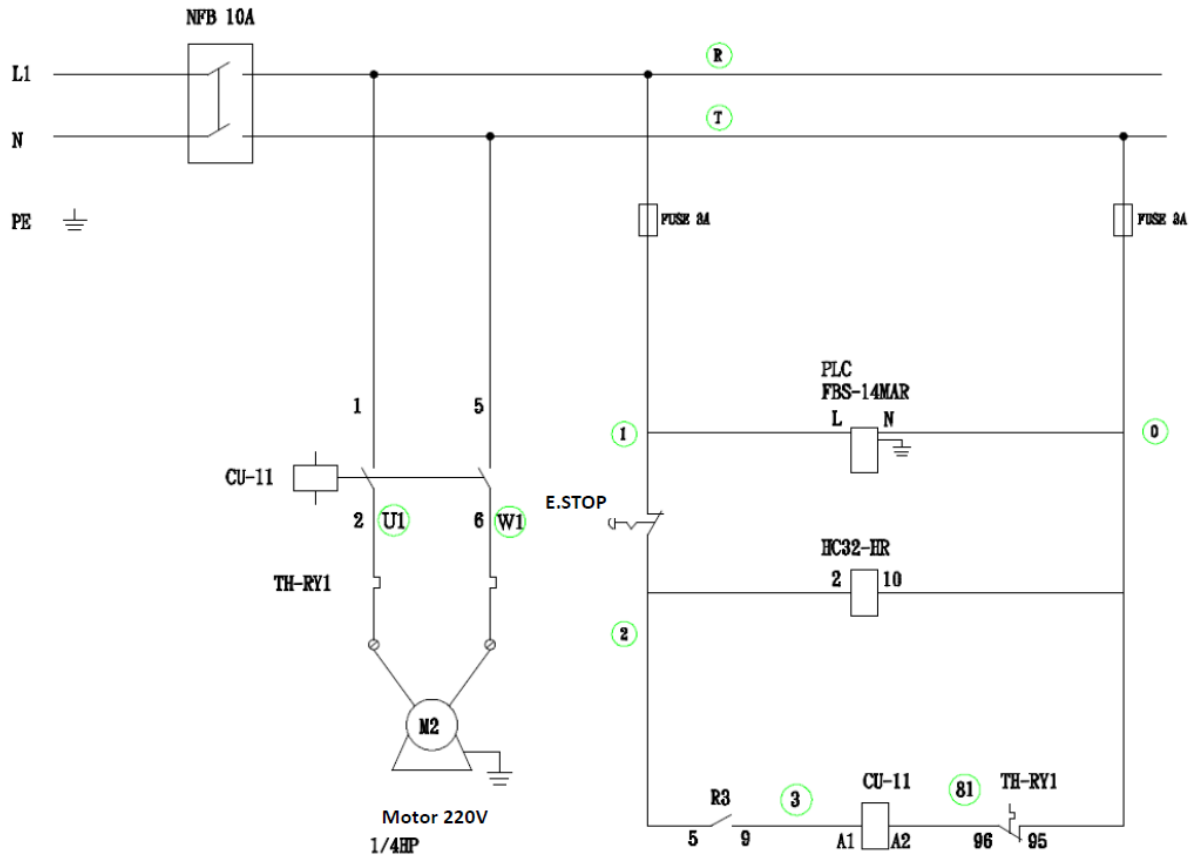 NFB 10A
L1
R
N
T
PE
FUSE 3A
FUSE 3A
PLC
FBS-14MAR
L N
1
5
1
0
CU-11
E.STOP
2
U1
6
W1
HC32-HR
2 10
TH-RY1
2
M2
Motor 220V
1/4HP
R3
3
CU-11
81
TH-RY1
5
9
A1
A2
96
95